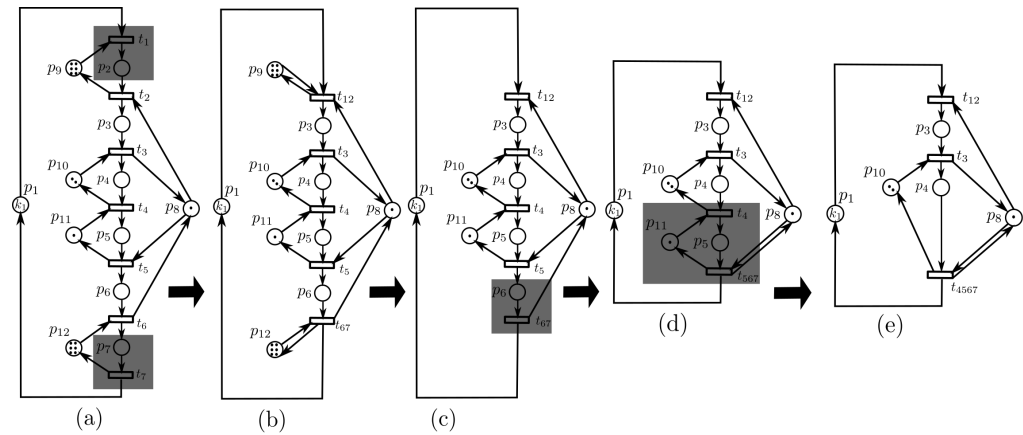 t₁
p₉ p₂
t₂
p₃
t₃
p₁₀ p₄
p₁
k₁ t₄ p₈
p₁₁ p₅
t₅
p₆
t₆
p₁₂ p₇
t₇
(a)
p₉
t₁₂
p₃
t₃
p₁₀ p₄
p₁
k₁ t₄ p₈
p₁₁ p₅
t₅
p₆
t₆₇
p₁₂
(b)
t₁₂
p₃
t₃
p₁₀ p₄
p₁
k₁ t₄ p₈
p₁₁ p₅
t₅
p₆
t₆₇
(c)
t₁₂
p₃
t₃
p₁₀ p₄
p₁
k₁ t₄ p₈
p₁₁ p₅
t₅₆₇
(d)
t₁₂
p₃
t₃
p₁₀ p₄
p₁
k₁ p₈
t₄₅₆₇
(e)